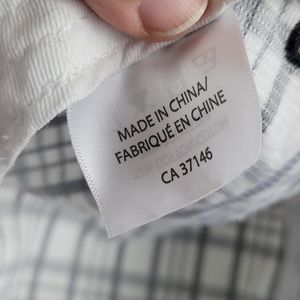 MADE IN CHINA/
FABRIQUÉ EN CHINE
CA 37146